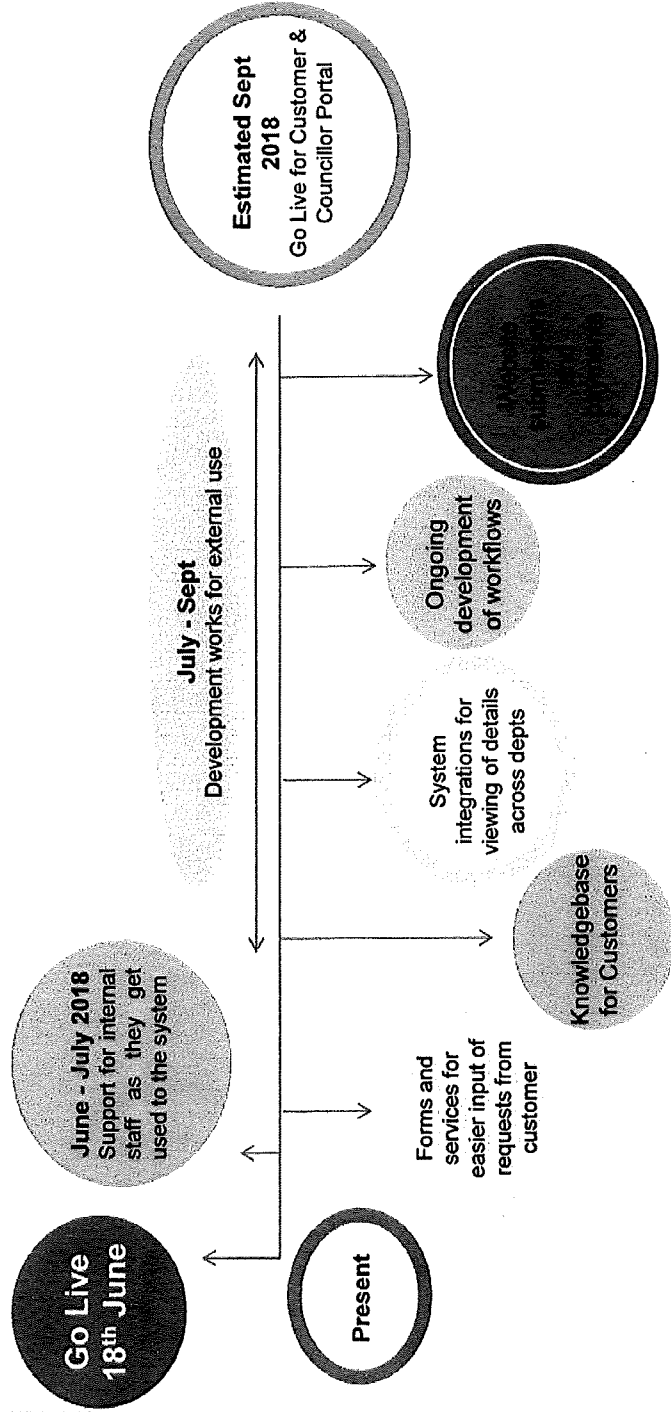 Go Live
18th June
June - July 2018
Support for internal
staff as they get
used to the system
July - Sept
Development works for external use
Estimated Sept
2018
Go Live for Customer &
Councillor Portal
Present
Forms and
services for
easier input of
requests from
customer
Knowledgebase
for Customers
System
integrations for
viewing of details
across depts
Ongoing
development
of workflows
submissions
and
payments